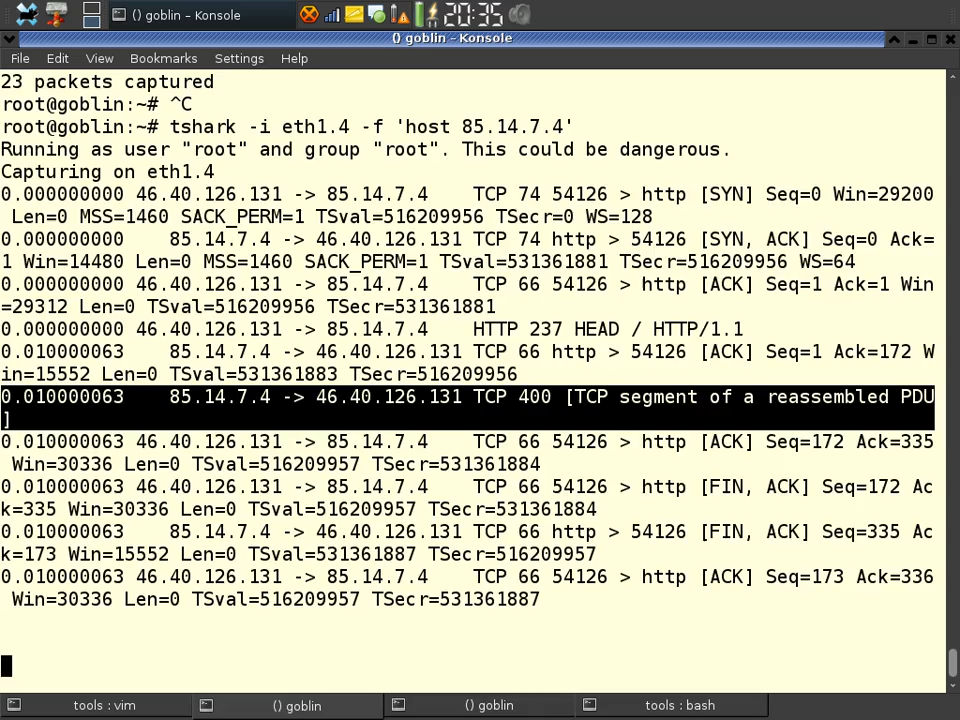 () goblin - Konsole
20:35
() goblin - Konsole
File Edit View Bookmarks Settings Help
23 packets captured
root@goblin:~# ^C
root@goblin:~# tshark -i eth1.4 -f 'host 85.14.7.4'
Running as user "root" and group "root". This could be dangerous.
Capturing on eth1.4
0.000000000 46.40.126.131 -> 85.14.7.4    TCP 74 54126 > http [SYN] Seq=0 Win=29200
 Len=0 MSS=1460 SACK_PERM=1 TSval=516209956 TSecr=0 WS=128
0.000000000    85.14.7.4 -> 46.40.126.131 TCP 74 http > 54126 [SYN, ACK] Seq=0 Ack=
1 Win=14480 Len=0 MSS=1460 SACK_PERM=1 TSval=531361881 TSecr=516209956 WS=64
0.000000000 46.40.126.131 -> 85.14.7.4    TCP 66 54126 > http [ACK] Seq=1 Ack=1 Win
=29312 Len=0 TSval=516209956 TSecr=531361881
0.000000000 46.40.126.131 -> 85.14.7.4    HTTP 237 HEAD / HTTP/1.1
0.010000063    85.14.7.4 -> 46.40.126.131 TCP 66 http > 54126 [ACK] Seq=1 Ack=172 W
in=15552 Len=0 TSval=531361883 TSecr=516209956
0.010000063    85.14.7.4 -> 46.40.126.131 TCP 400 [TCP segment of a reassembled PDU
]
0.010000063 46.40.126.131 -> 85.14.7.4    TCP 66 54126 > http [ACK] Seq=172 Ack=335
 Win=30336 Len=0 TSval=516209957 TSecr=531361884
0.010000063 46.40.126.131 -> 85.14.7.4    TCP 66 54126 > http [FIN, ACK] Seq=172 Ac
k=335 Win=30336 Len=0 TSval=516209957 TSecr=531361884
0.010000063    85.14.7.4 -> 46.40.126.131 TCP 66 http > 54126 [FIN, ACK] Seq=335 Ac
k=173 Win=15552 Len=0 TSval=531361887 TSecr=516209957
0.010000063 46.40.126.131 -> 85.14.7.4    TCP 66 54126 > http [ACK] Seq=173 Ack=336
 Win=30336 Len=0 TSval=516209957 TSecr=531361887
tools : vim () goblin () goblin tools : bash